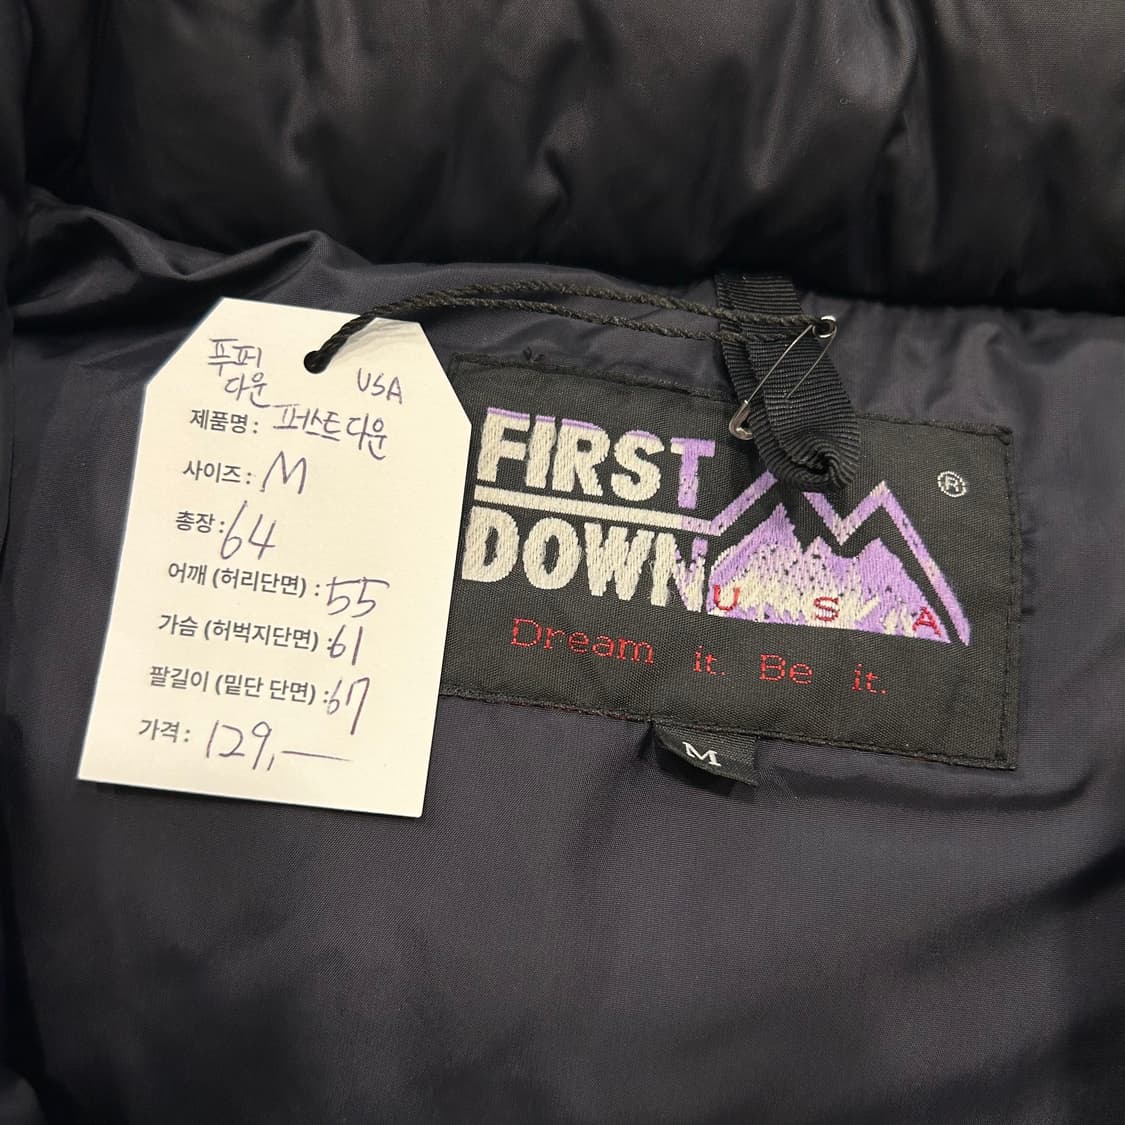 푸퍼
다운 USA
제품명: 퍼스트다운
사이즈: M
총장: 64
어깨 (허리단면) : 55
가슴 (허벅지단면) : 61
팔길이 (밑단 단면) : 67
가격: 129,—
FIRST
®
DOWN
U S A
Dream it. Be it.
M